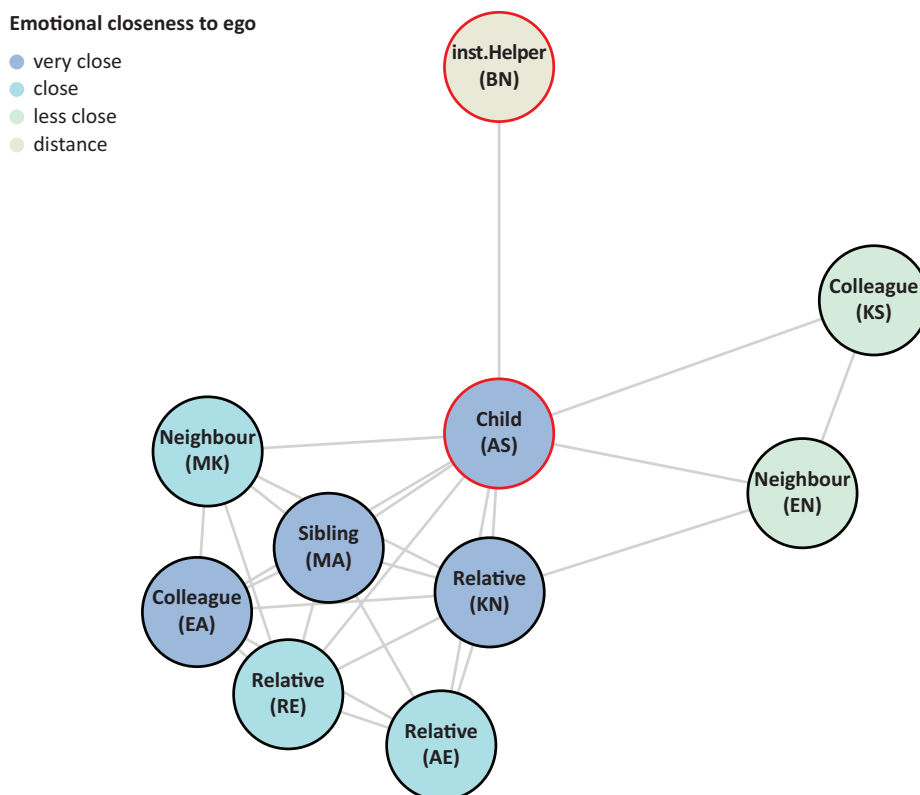 Emotional closeness to ego
very close
close
less close
distance
inst.Helper
(BN)
Colleague
(KS)
Child
(AS)
Neighbour
(MK)
Neighbour
(EN)
Sibling
(MA)
Relative
(KN)
Colleague
(EA)
Relative
(RE)
Relative
(AE)